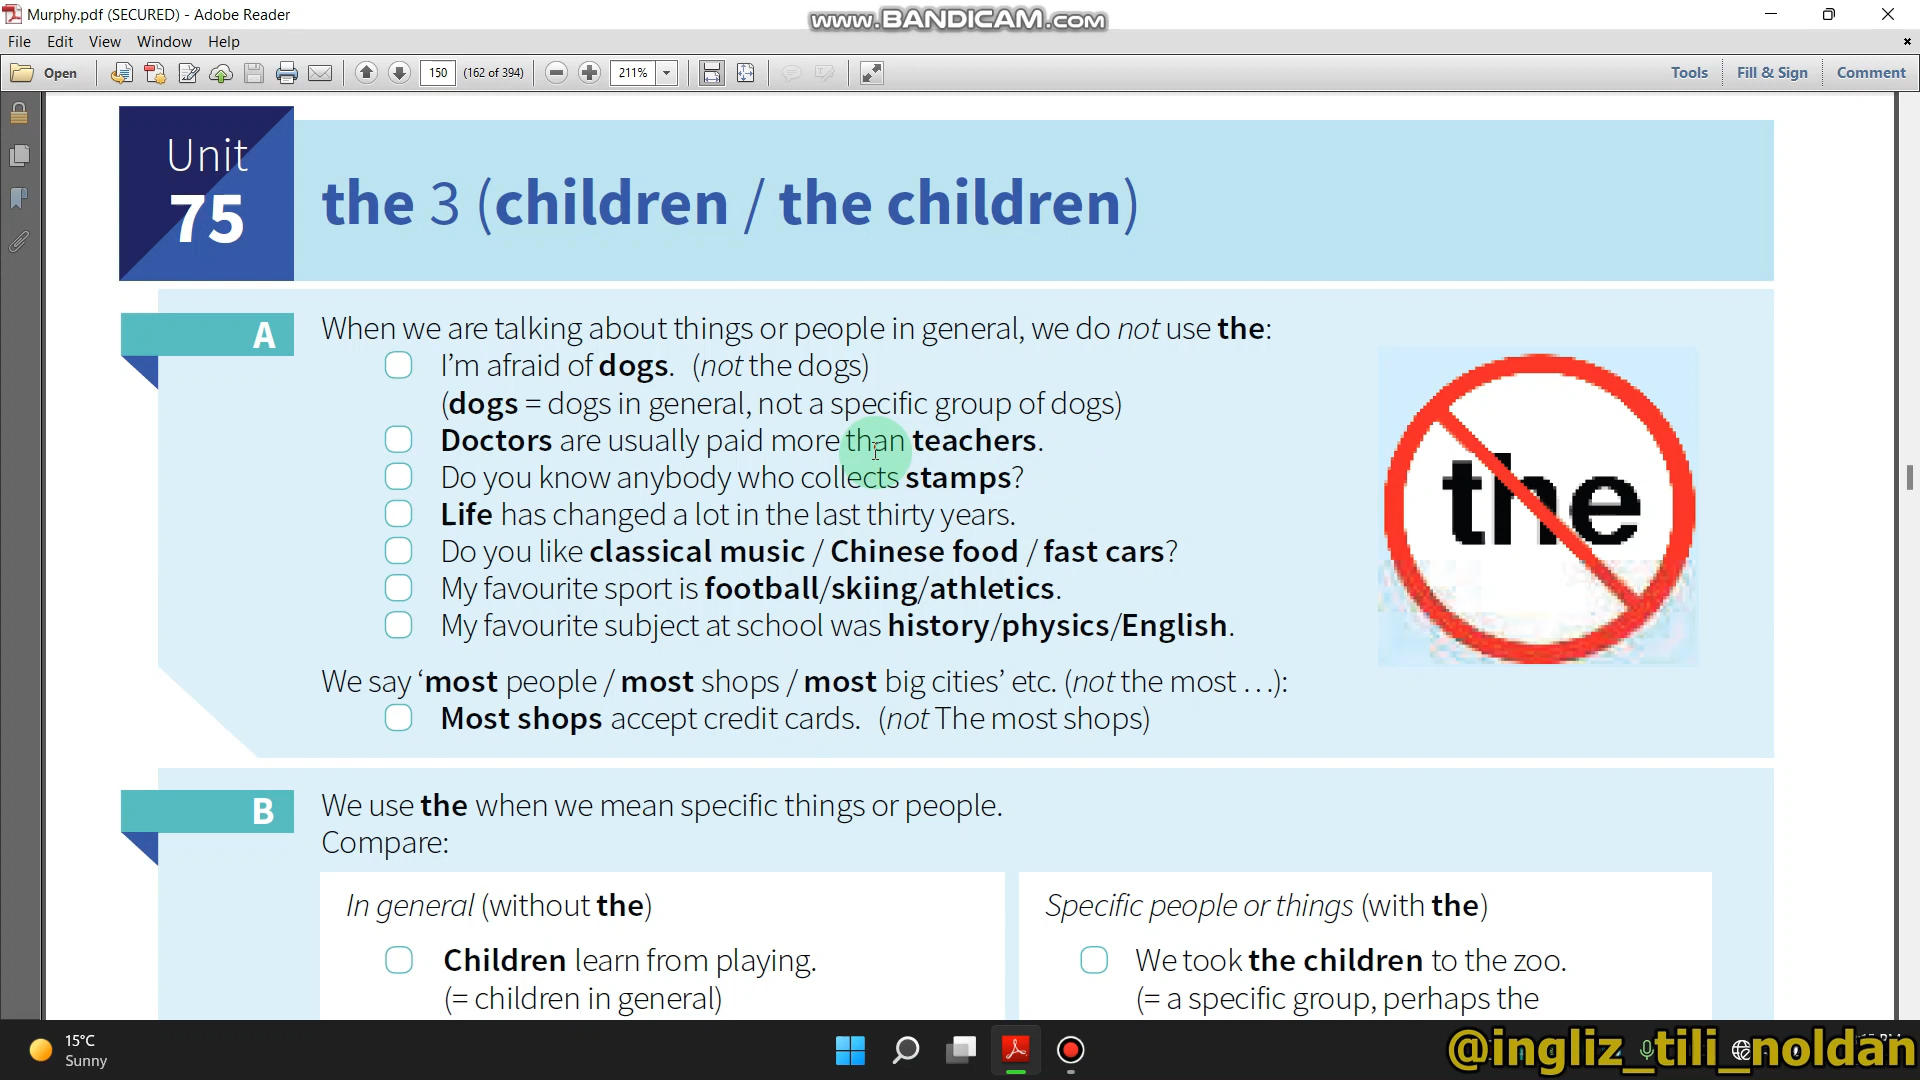 Murphy.pdf (SECURED) - Adobe Reader
www.BANDICAM.com
File Edit View Window Help
Open 150 (162 of 394) 211% Tools Fill & Sign Comment
Unit
75
the 3 (children / the children)
A
When we are talking about things or people in general, we do not use the:
I'm afraid of dogs. (not the dogs)
(dogs = dogs in general, not a specific group of dogs)
Doctors are usually paid more than teachers.
Do you know anybody who collects stamps?
Life has changed a lot in the last thirty years.
Do you like classical music / Chinese food / fast cars?
My favourite sport is football/skiing/athletics.
My favourite subject at school was history/physics/English.
the
We say ‘most people / most shops / most big cities’ etc. (not the most …):
Most shops accept credit cards. (not The most shops)
B
We use the when we mean specific things or people.
Compare:
In general (without the)
Children learn from playing.
(= children in general)
Specific people or things (with the)
We took the children to the zoo.
(= a specific group, perhaps the
15°C
Sunny
@ingliz_tili_noldan